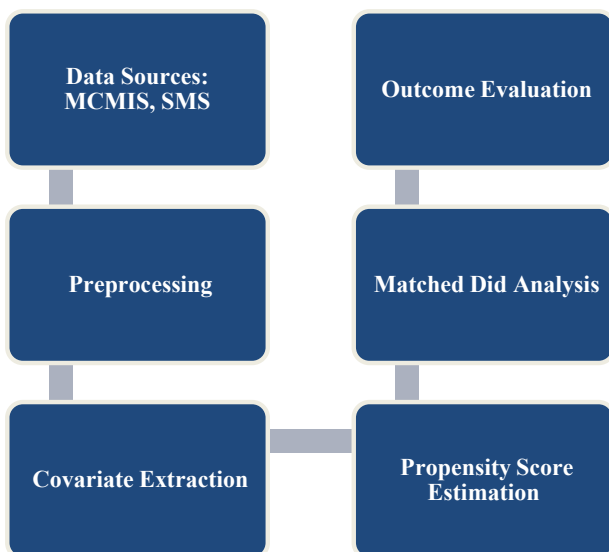 Data Sources:
MCMIS, SMS
Preprocessing
Covariate Extraction
Propensity Score
Estimation
Matched Did Analysis
Outcome Evaluation